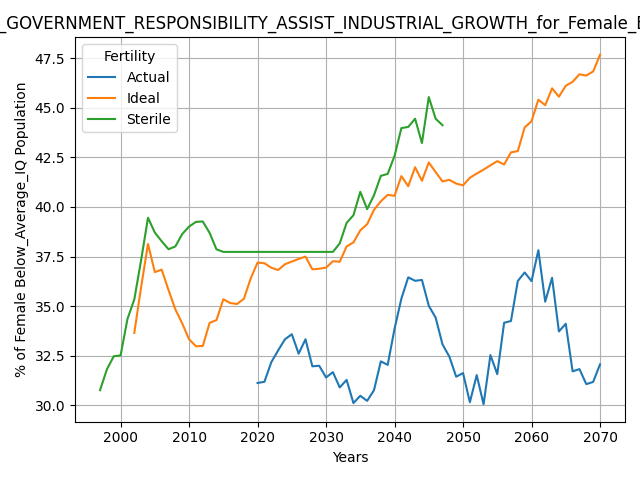 _GOVERNMENT_RESPONSIBILITY_ASSIST_INDUSTRIAL_GROWTH_for_Female_B
Fertility
Actual
Ideal
Sterile
% of Female Below_Average_IQ Population
47.5
45.0
42.5
40.0
37.5
35.0
32.5
30.0
2000 2010 2020 2030 2040 2050 2060 2070
Years